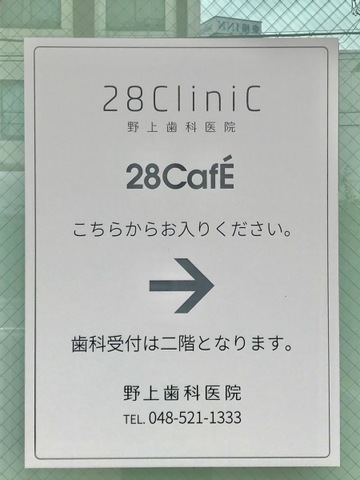 28CliniC
野上歯科医院
28CafÉ
こちらからお入りください。
歯科受付は二階となります。
野上歯科医院
TEL. 048-521-1333